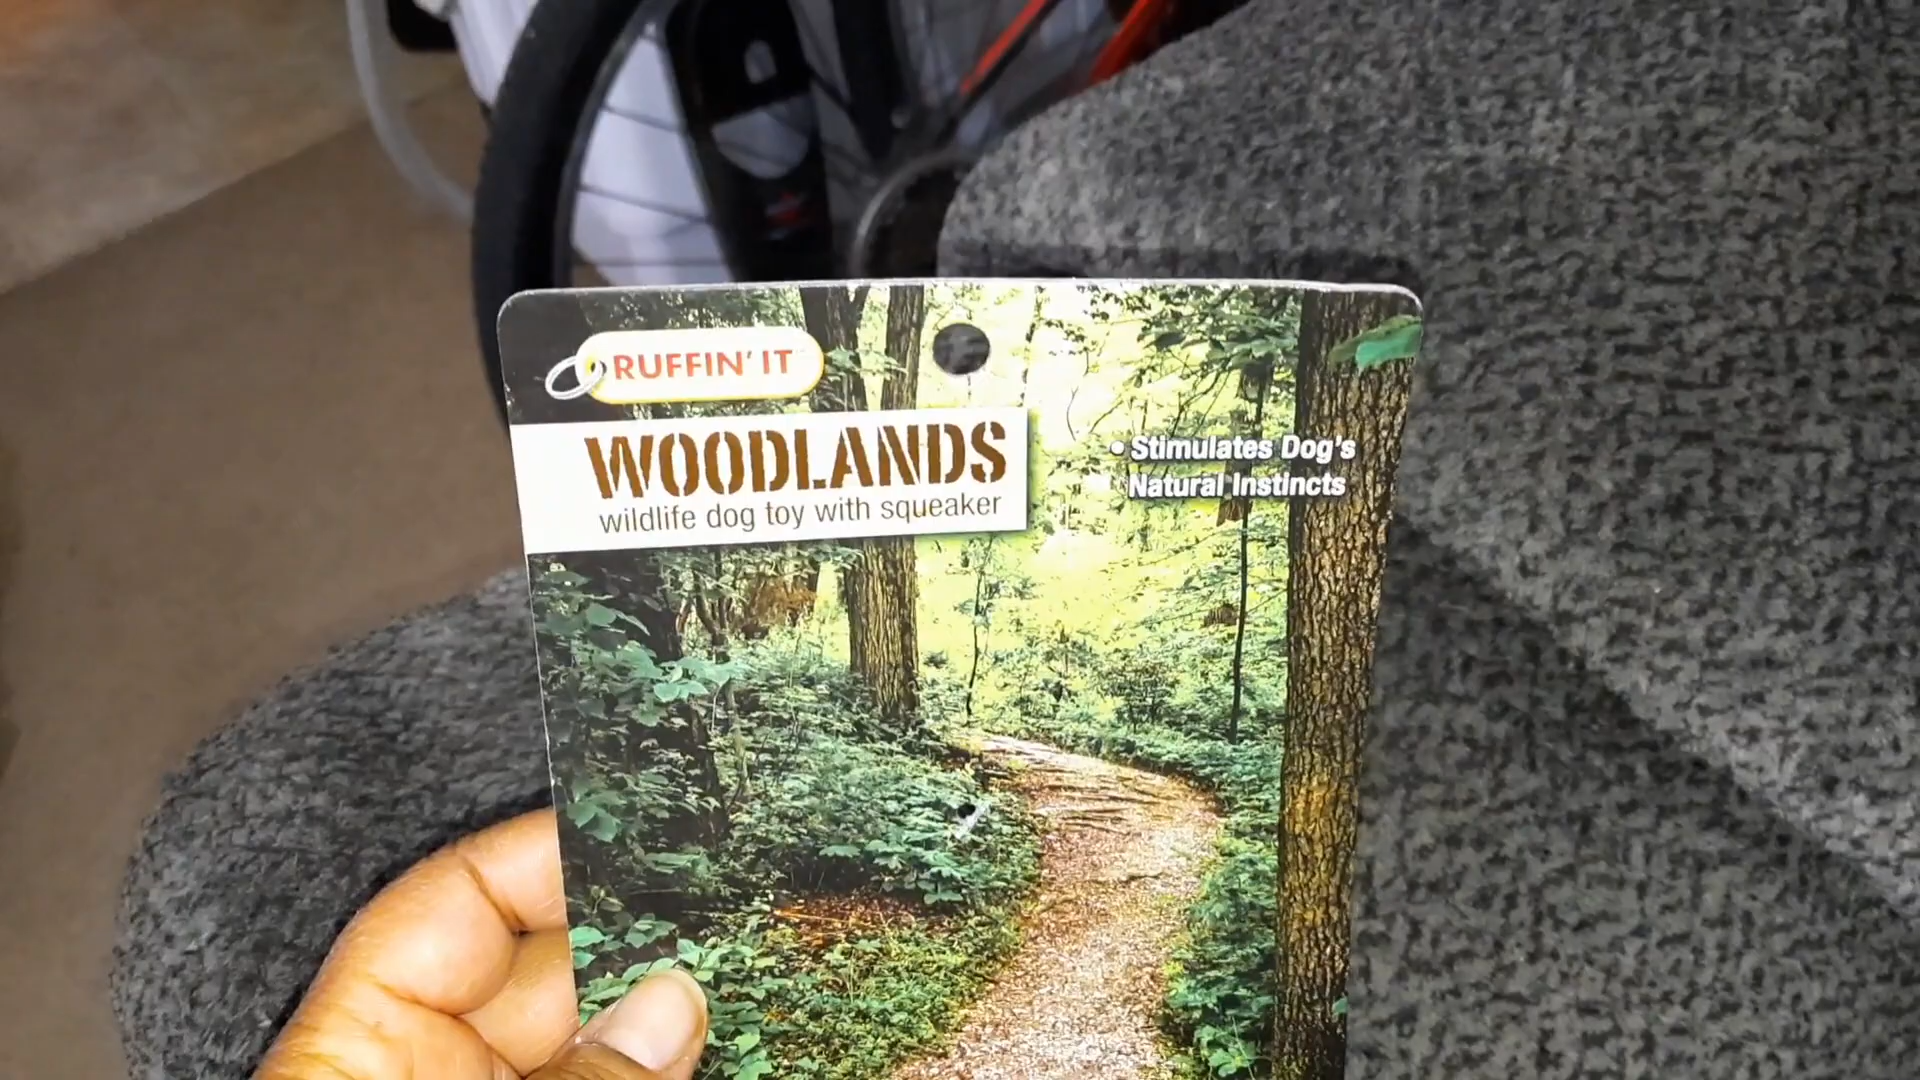 RUFFIN' IT
WOODLANDS
wildlife dog toy with squeaker
• Stimulates Dog's
Natural Instincts